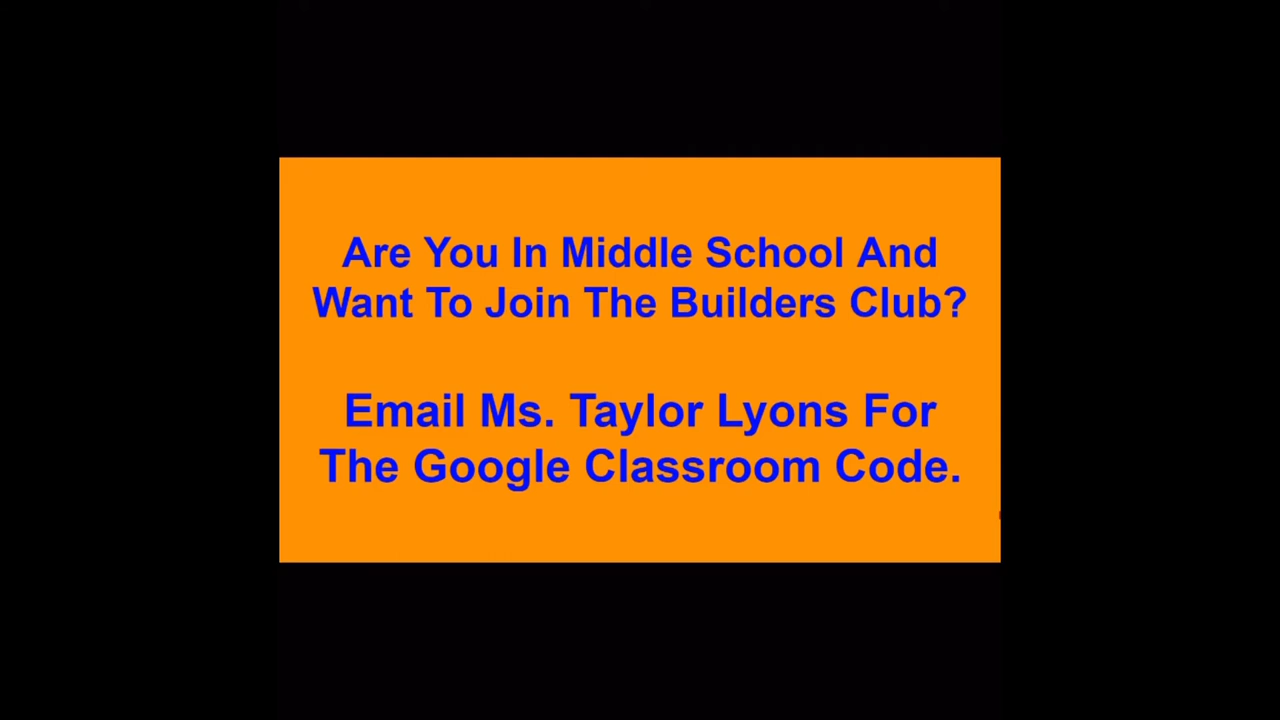 Are You In Middle School And
Want To Join The Builders Club?
Email Ms. Taylor Lyons For
The Google Classroom Code.